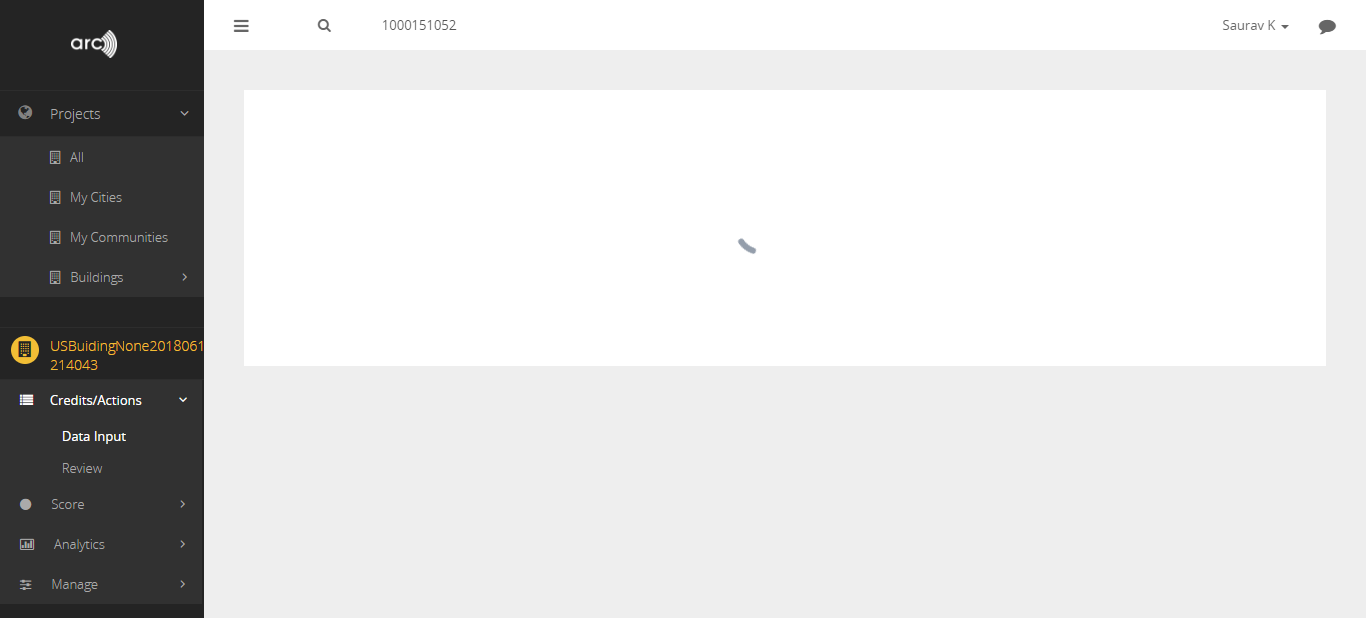 arc
1000151052
Saurav K
Projects
All
My Cities
My Communities
Buildings
USBuidingNone2018061
214043
Credits/Actions
Data Input
Review
Score
Analytics
Manage